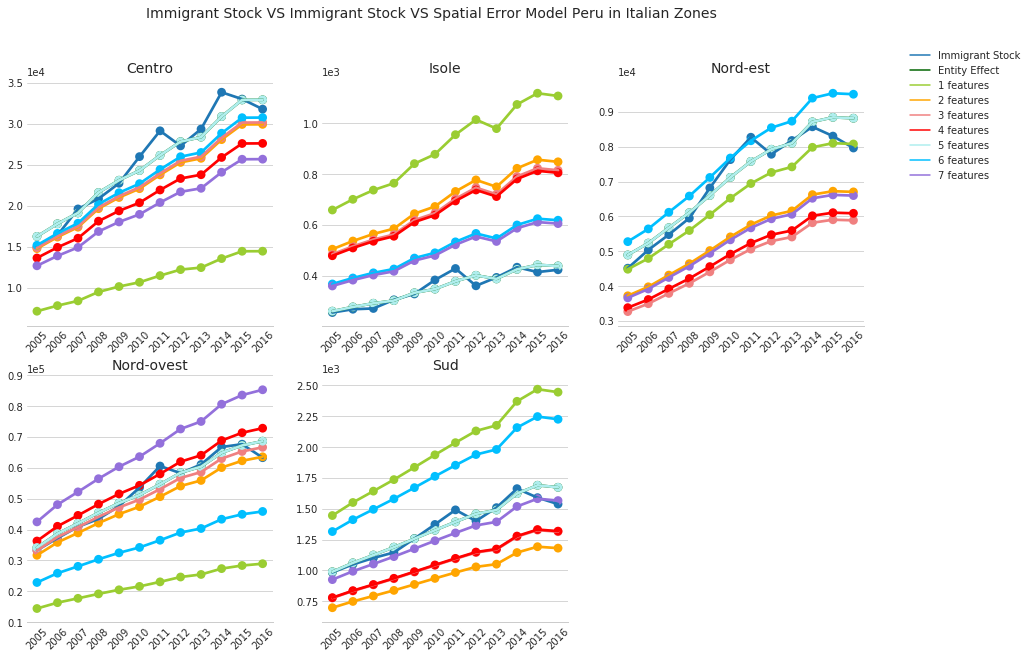 Immigrant Stock VS Immigrant Stock VS Spatial Error Model Peru in Italian Zones
1e4
Centro
3.5
3.0
2.5
2.0
1.5
1.0
2005 2006 2007 2008 2009 2010 2011 2012 2013 2014 2015 2016
1e3
Isole
1.0
0.8
0.6
0.4
2005 2006 2007 2008 2009 2010 2011 2012 2013 2014 2015 2016
1e4
Nord-est
0.9
0.8
0.7
0.6
0.5
0.4
0.3
2005 2006 2007 2008 2009 2010 2011 2012 2013 2014 2015 2016
Immigrant Stock
Entity Effect
1 features
2 features
3 features
4 features
5 features
6 features
7 features
1e5
Nord-ovest
0.9
0.8
0.7
0.6
0.5
0.4
0.3
0.2
0.1
2005 2006 2007 2008 2009 2010 2011 2012 2013 2014 2015 2016
1e3
Sud
2.50
2.25
2.00
1.75
1.50
1.25
1.00
0.75
2005 2006 2007 2008 2009 2010 2011 2012 2013 2014 2015 2016